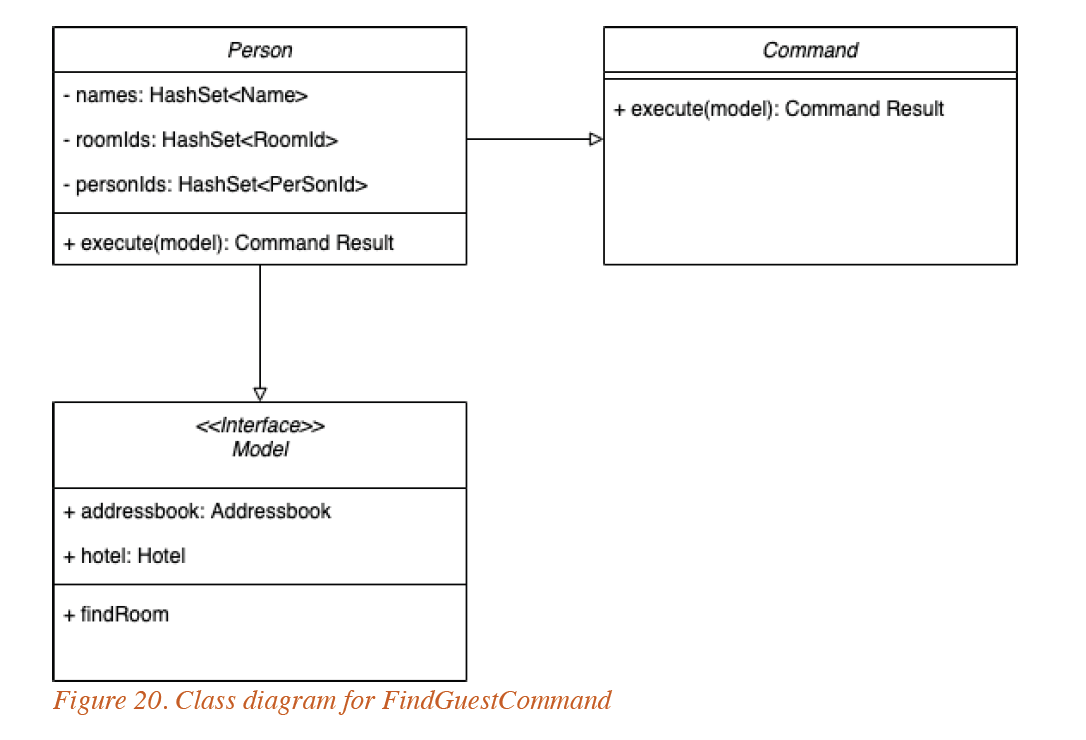 Person
- names: HashSet<Name>
- roomIds: HashSet<RoomId>
- personIds: HashSet<PerSonId>
+ execute(model): Command Result
Command
+ execute(model): Command Result
<<Interface>>
Model
+ addressbook: Addressbook
+ hotel: Hotel
+ findRoom
Figure 20. Class diagram for FindGuestCommand